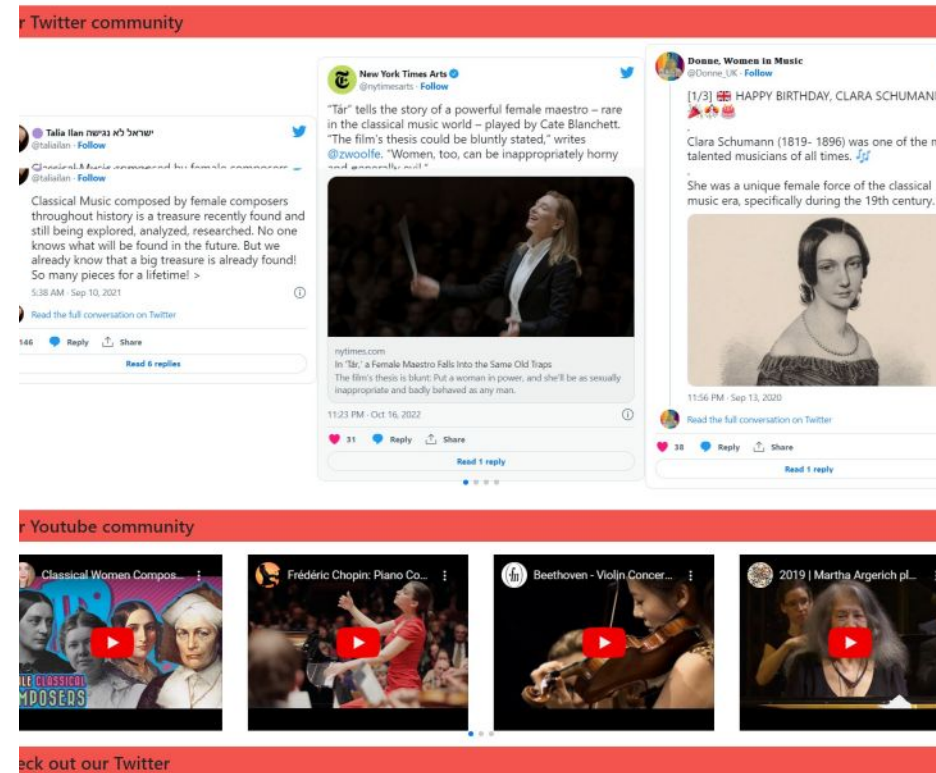 r Twitter community
Talia Ilan ישראל לא נגישה
@taliailan · Follow
Classical Music composed by female composers
@taliailan · Follow
Classical Music composed by female composers
throughout history is a treasure recently found and
still being explored, analyzed, researched. No one
knows what will be found in the future. But we
already know that a big treasure is already found!
So many pieces for a lifetime! >
5:38 AM · Sep 10, 2021
Read the full conversation on Twitter
146 Reply Share
Read 6 replies
New York Times Arts
@nytimesarts · Follow
"Tár" tells the story of a powerful female maestro – rare
in the classical music world – played by Cate Blanchett.
"The film's thesis could be bluntly stated," writes
@zwoolfe. "Women, too, can be inappropriately horny
and generally evil."
nytimes.com
In 'Tár,' a Female Maestro Falls Into the Same Old Traps
The film's thesis is blunt: Put a woman in power, and she'll be as sexually
inappropriate and badly behaved as any man.
11:23 PM · Oct 16, 2022
31 Reply Share
Read 1 reply
Donne, Women in Music
@Donne_UK · Follow
[1/3] 🇬🇧 HAPPY BIRTHDAY, CLARA SCHUMAN
.
Clara Schumann (1819- 1896) was one of the m
talented musicians of all times.
.
She was a unique female force of the classical
music era, specifically during the 19th century.
11:56 PM · Sep 13, 2020
Read the full conversation on Twitter
38 Reply Share
Read 1 reply
r Youtube community
Classical Women Compos...
LE CLASSICAL
MPOSERS
Frédéric Chopin: Piano Co...
Beethoven - Violin Concer...
2019 | Martha Argerich pl...
eck out our Twitter